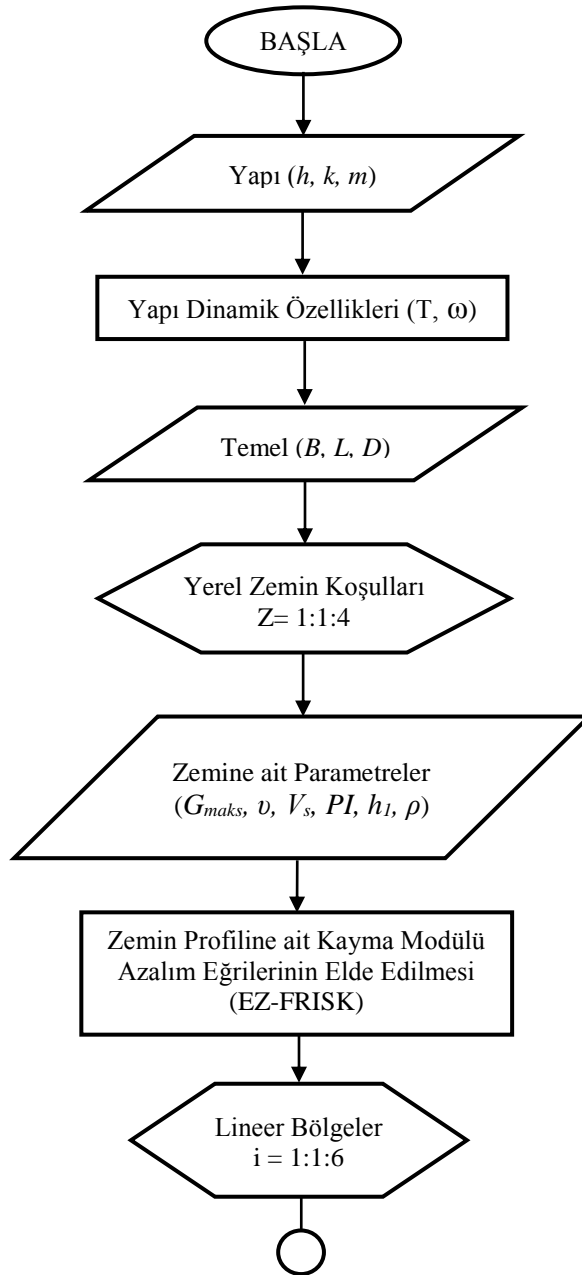 BAŞLA
Yapı (h, k, m)
Yapı Dinamik Özellikleri (T, ω)
Temel (B, L, D)
Yerel Zemin Koşulları
Z= 1:1:4
Zemine ait Parametreler
(Gmaks, υ, Vs, PI, h1, ρ)
Zemin Profiline ait Kayma Modülü
Azalım Eğrilerinin Elde Edilmesi
(EZ-FRISK)
Lineer Bölgeler
i = 1:1:6